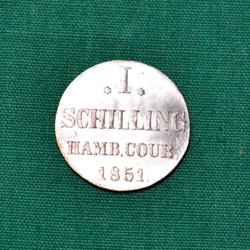 .I.
SCHILLING
HAMB.COUR
1851.